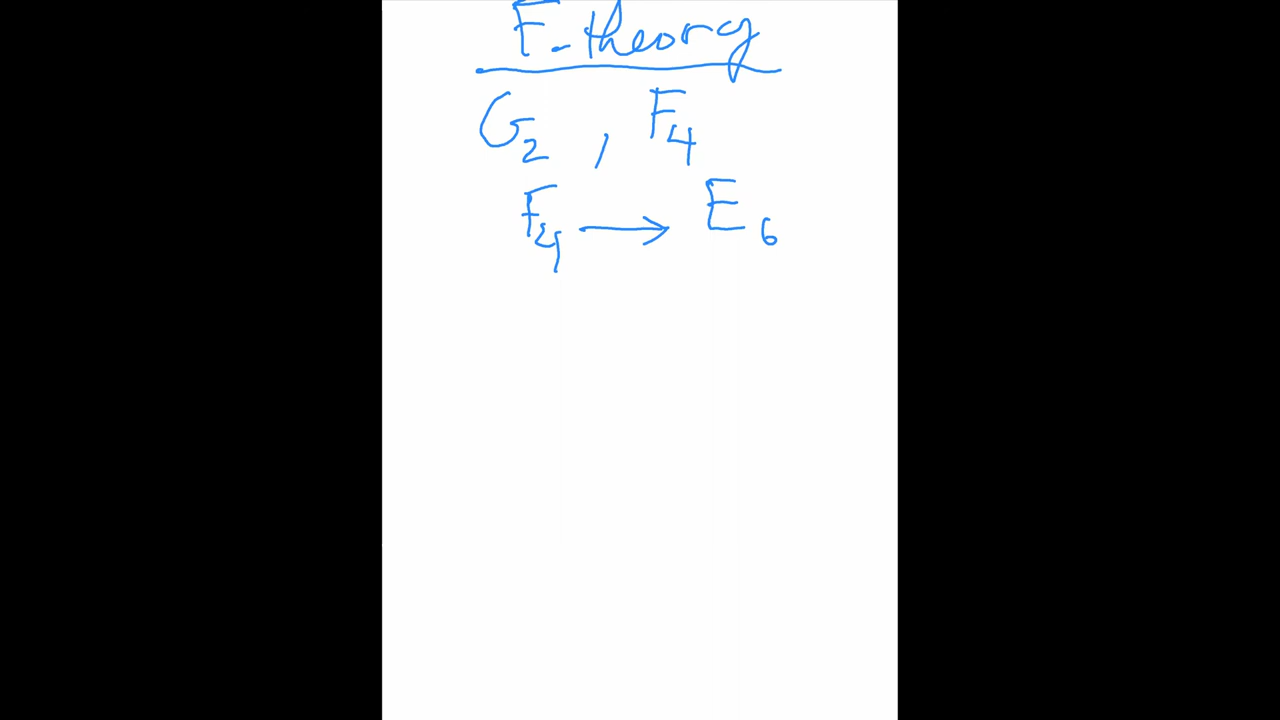 F-theory
G₂ , F₄
F₄ → E₆